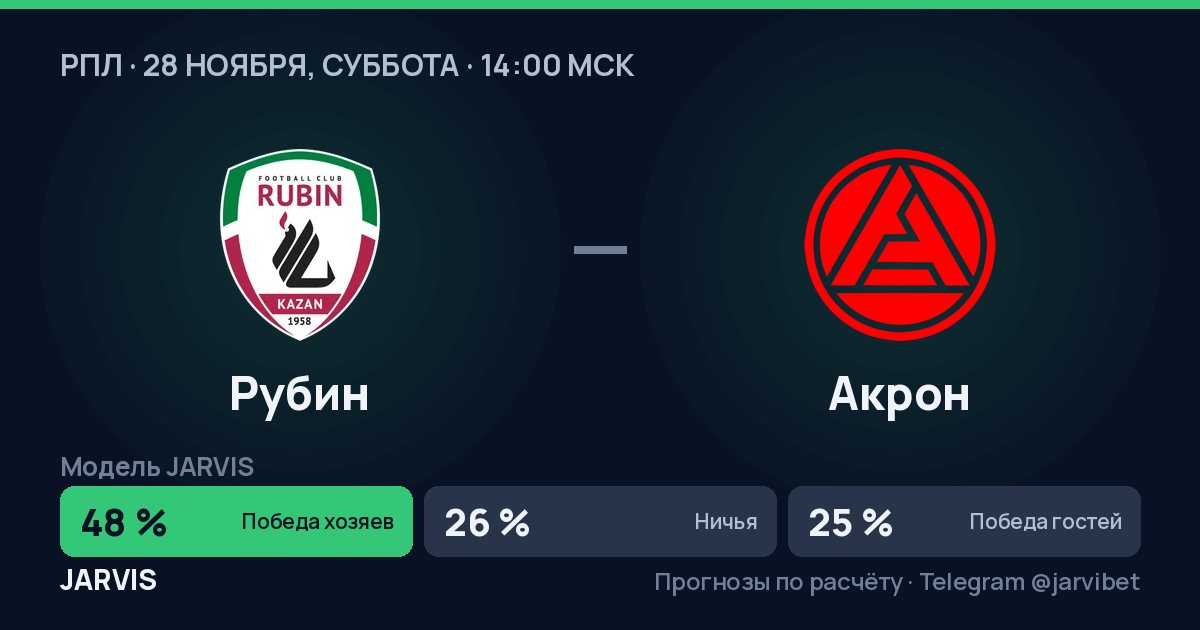 РПЛ · 28 НОЯБРЯ, СУББОТА · 14:00 МСК
FOOTBALL CLUB
RUBIN
KAZAN
1958
—
Рубин
Акрон
Модель JARVIS
48 % Победа хозяев
26 % Ничья
25 % Победа гостей
JARVIS
Прогнозы по расчёту · Telegram @jarvibet